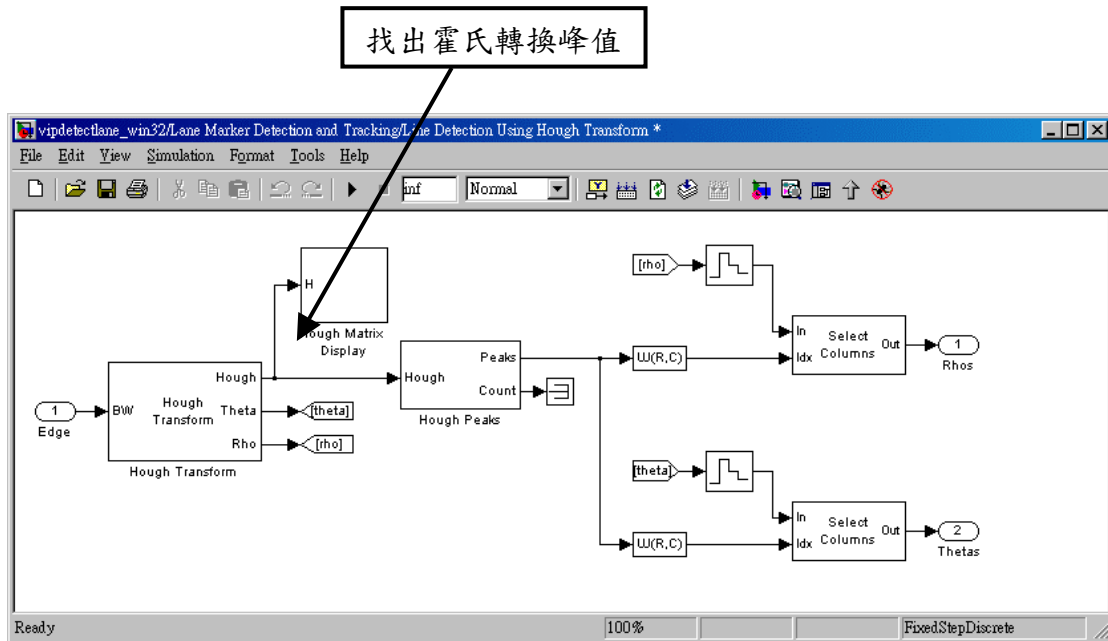 找出霍氏轉換峰值
vipdetectlane_win32/Lane Marker Detection and Tracking/Line Detection Using Hough Transform *
File Edit View Simulation Format Tools Help
inf Normal
H
Hough Matrix
Display
[rho]
In
Select
Columns
Out
Idx
1
Rhos
1
Edge
BW
Hough
Transform
Hough
Theta
Rho
Hough Transform
[theta]
[rho]
Hough
Peaks
Count
Hough Peaks
U(R,C)
[theta]
In
Select
Columns
Out
Idx
2
Thetas
U(R,C)
Ready 100% FixedStepDiscrete